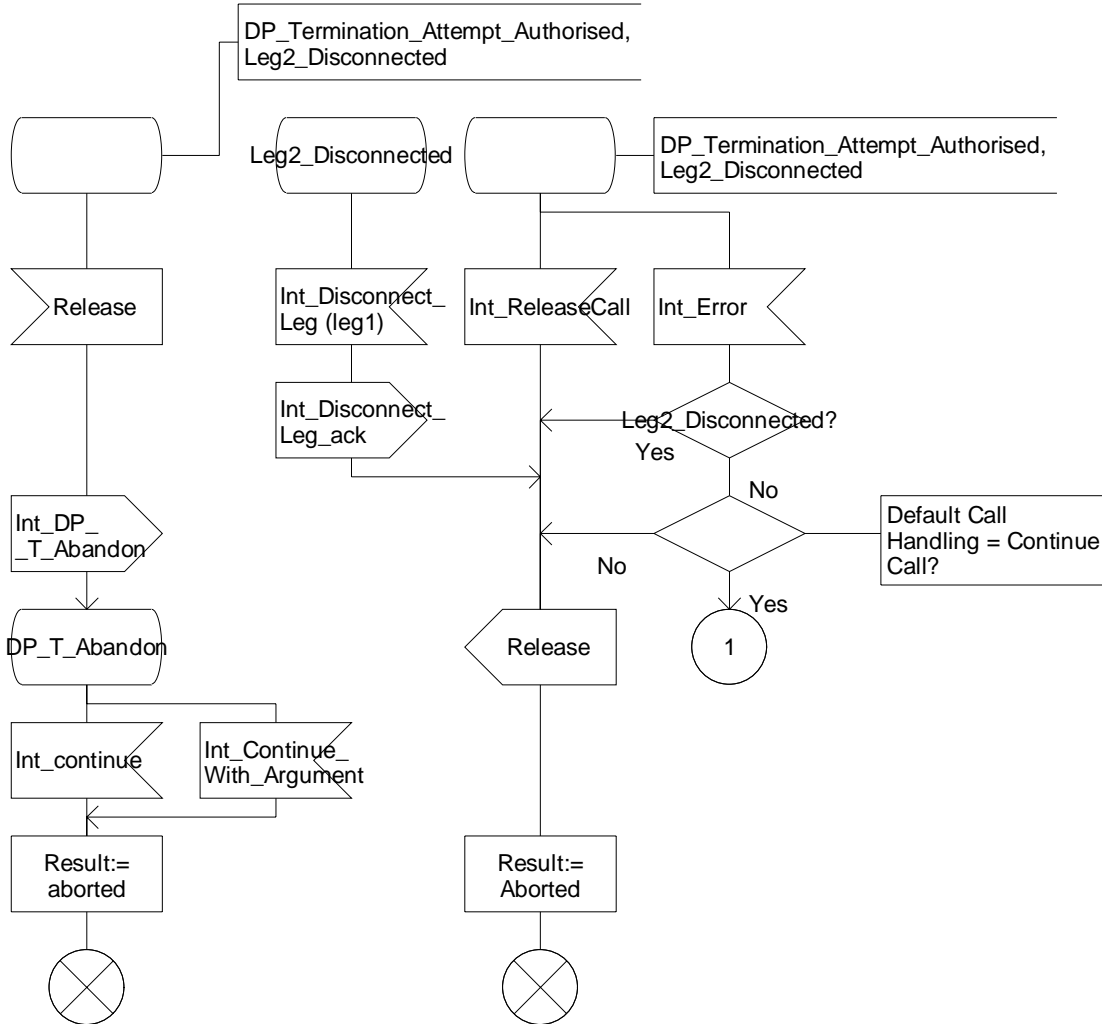 DP_Termination_Attempt_Authorised,
Leg2_Disconnected
Leg2_Disconnected
DP_Termination_Attempt_Authorised,
Leg2_Disconnected
Release
Int_Disconnect_
Leg (leg1)
Int_ReleaseCall
Int_Error
Int_Disconnect_
Leg_ack
Leg2_Disconnected?
Yes
No
Int_DP_
_T_Abandon
Default Call
Handling = Continue
Call?
No
Yes
DP_T_Abandon
Release
1
Int_continue
Int_Continue_
With_Argument
Result:=
aborted
Result:=
Aborted